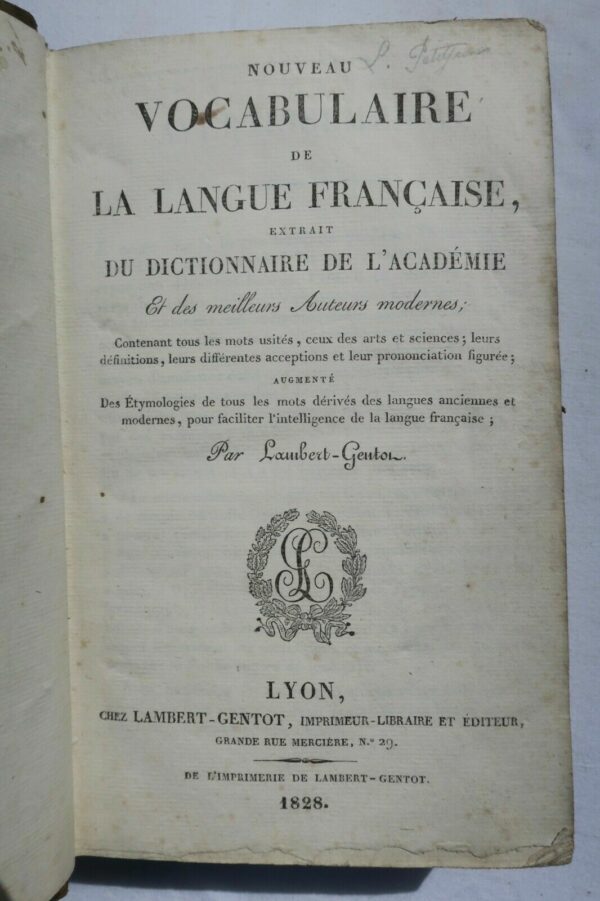 NOUVEAU
VOCABULAIRE
DE
LA LANGUE FRANÇAISE,
EXTRAIT
DU DICTIONNAIRE DE L'ACADÉMIE
Et des meilleurs Auteurs modernes;
Contenant tous les mots usités, ceux des arts et sciences; leurs
définitions, leurs différentes acceptions et leur prononciation figurée;
AUGMENTÉ
Des Étymologies de tous les mots dérivés des langues anciennes et
modernes, pour faciliter l'intelligence de la langue française;
Par Lambert-Gentot.
LYON,
CHEZ LAMBERT-GENTOT, IMPRIMEUR-LIBRAIRE ET ÉDITEUR,
GRANDE RUE MERCIÈRE, N.º 29.
DE L'IMPRIMERIE DE LAMBERT-GENTOT.
1828.